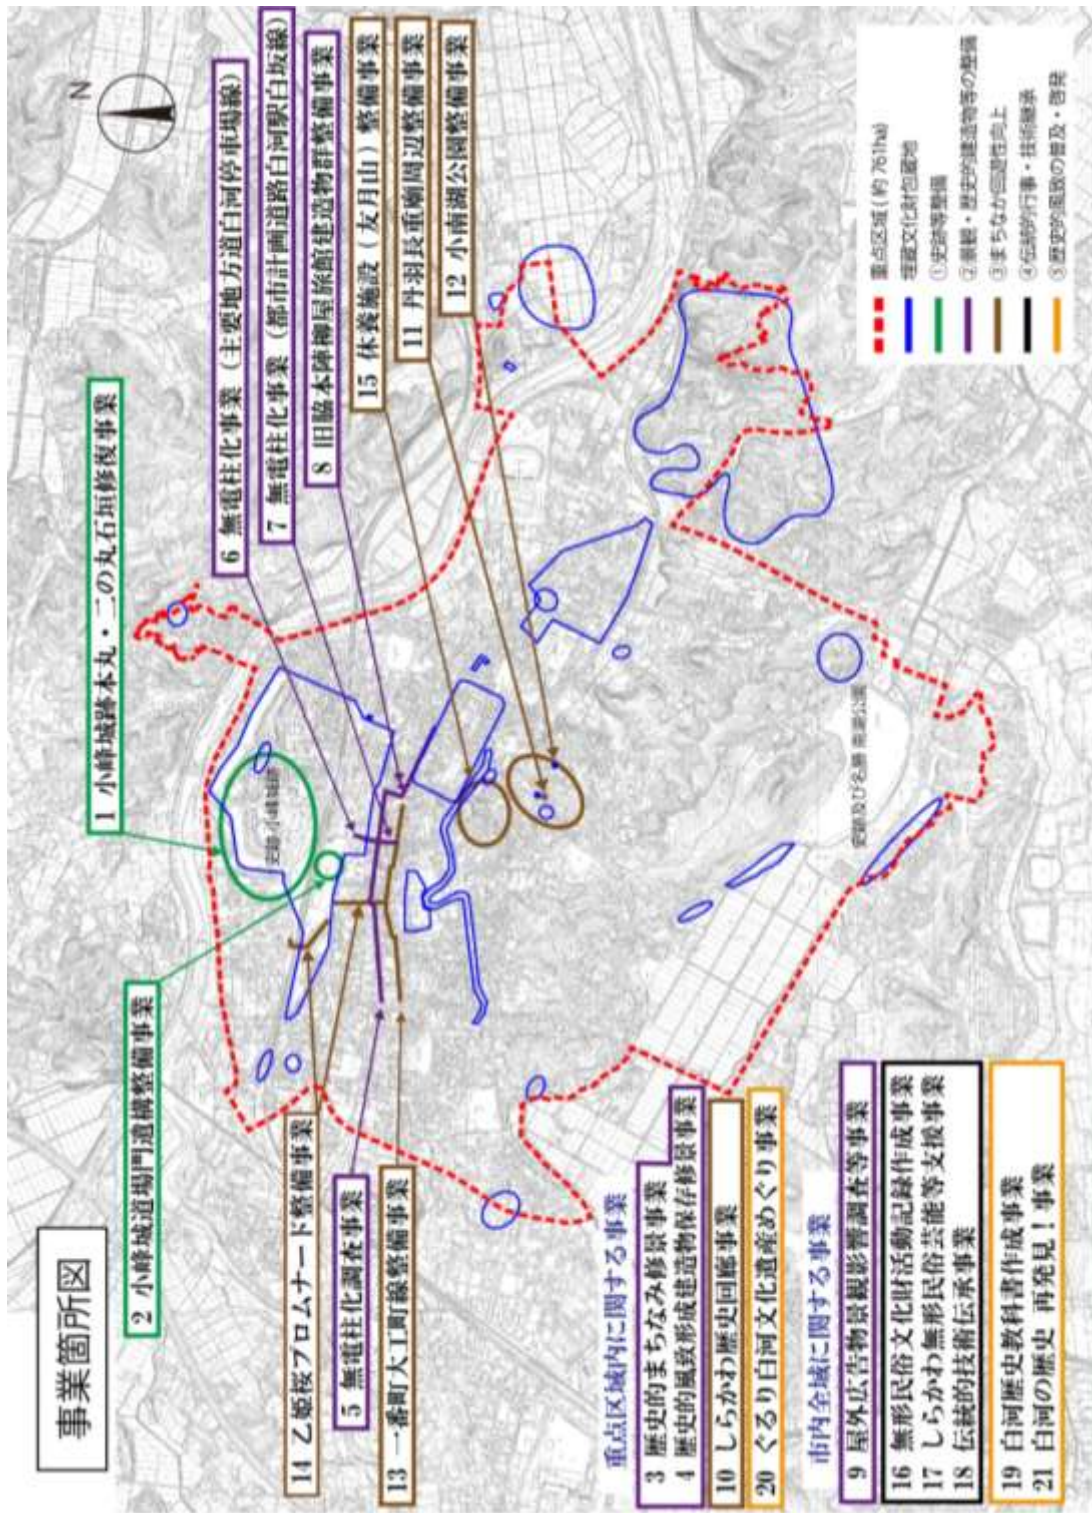 事業箇所図
N
1 小峰城跡本丸・二の丸石垣修復事業
2 小峰城道場門遺構整備事業
6 無電柱化事業（主要地方道白河停車場線）
7 無電柱化事業（都市計画道路白河駅白坂線）
8 旧脇本陣柳屋旅館建造物群整備事業
15 休養施設（友月山）整備事業
11 丹羽長重廟周辺整備事業
12 小南湖公園整備事業
14 乙姫桜プロムナード整備事業
5 無電柱化調査事業
13 一番町大工町線整備事業
史跡 小峰城跡
史跡及び名勝 南湖公園
重点区域内に関する事業
3 歴史的まちなみ修景事業
4 歴史的風致形成建造物保存修景事業
10 しらかわ歴史回廊事業
20 ぐるり白河文化遺産めぐり事業
市内全域に関する事業
9 屋外広告物景観影響調査等事業
16 無形民俗文化財活動記録作成事業
17 しらかわ無形民俗芸能等支援事業
18 伝統的技術伝承事業
19 白河歴史教科書作成事業
21 白河の歴史 再発見！事業
重点区域(約761ha)
埋蔵文化財包蔵地
①史跡等整備
②景観・歴史的建造物等の整備
③まちなか回遊性向上
④伝統的行事・技術継承
⑤歴史的風致の普及・啓発